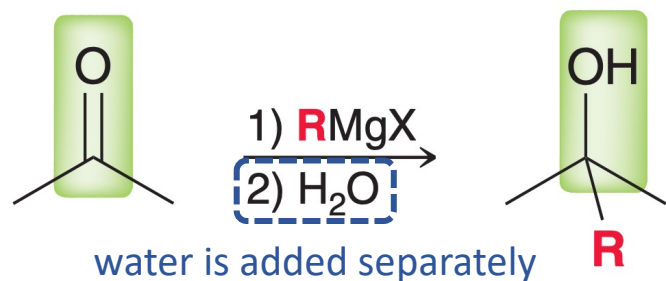 O
OH
1) RMgX
2) H₂O
R
water is added separately